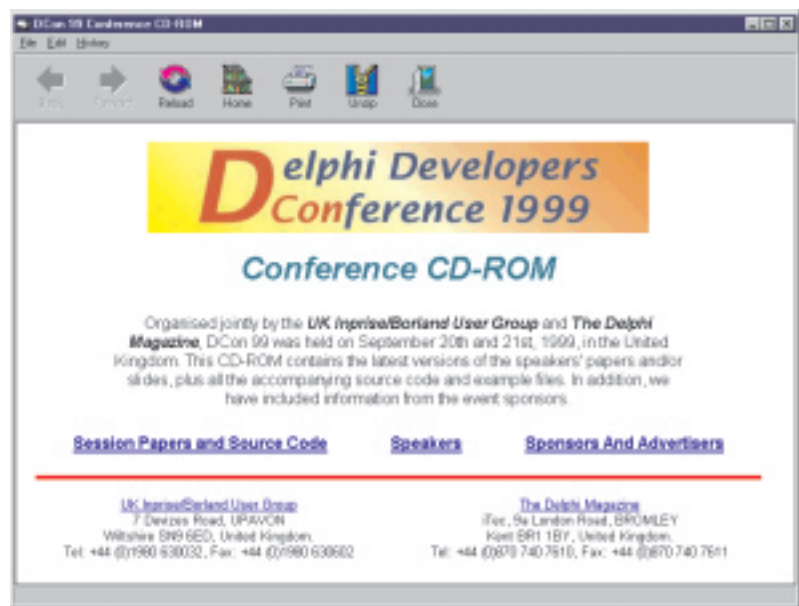 DCon 99 Conference CD-ROM
File Edit History
Back Forward Reload Home Print Unzip Close
Delphi Developers
Conference 1999
Conference CD-ROM
Organised jointly by the UK Inprise/Borland User Group and The Delphi
Magazine, DCon 99 was held on September 20th and 21st, 1999, in the United
Kingdom. This CD-ROM contains the latest versions of the speakers' papers and/or
slides, plus all the accompanying source code and example files. In addition, we
have included information from the event sponsors.
Session Papers and Source Code Speakers Sponsors And Advertisers
UK Inprise/Borland User Group
7 Devizes Road, UPAVON
Wiltshire SN9 6ED, United Kingdom.
Tel: +44 (0)1980 630032, Fax: +44 (0)1980 630602
The Delphi Magazine
iTec, 9a London Road, BROMLEY
Kent BR1 1BY, United Kingdom.
Tel: +44 (0)870 740 7610, Fax: +44 (0)870 740 7611